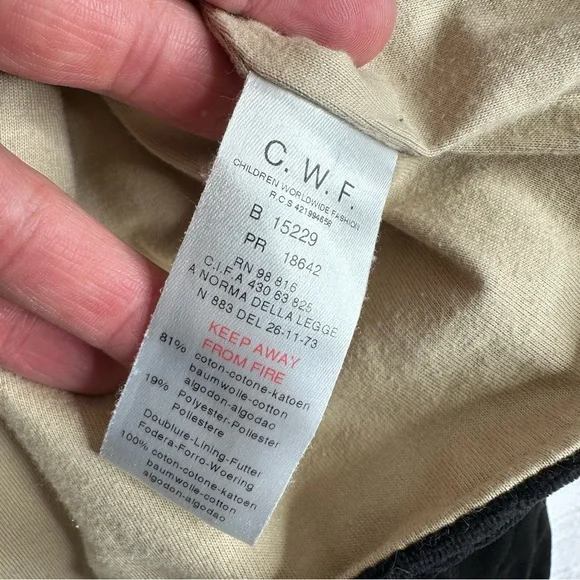 C. W. F.
CHILDREN WORLDWIDE FASHION
R C S 421994658
B 15229
PR 18642
RN 98 816
C.I.F.A 430 63 825
A NORMA DELLA LEGGE
N 883 DEL 26-11-73
KEEP AWAY
FROM FIRE
81% coton-cotone-katoen
baumwolle-cotton
algodon-algodao
19% Polyester-Poliester
Poliestere
Doublure-Lining-Futter
Fodera-Forro-Woering
100% coton-cotone-katoen
baumwolle-cotton
algodon-algodao